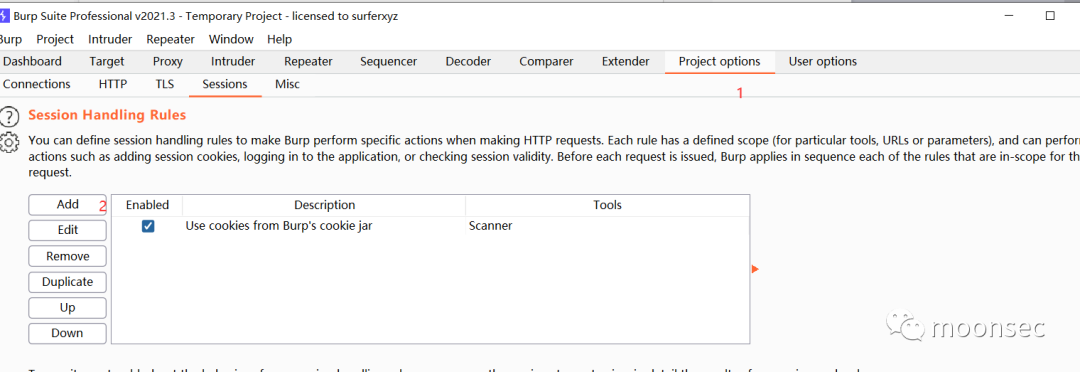 Burp Suite Professional v2021.3 - Temporary Project - licensed to surferxyz
Burp Project Intruder Repeater Window Help
Dashboard Target Proxy Intruder Repeater Sequencer Decoder Comparer Extender Project options User options
Connections HTTP TLS Sessions Misc
1
? Session Handling Rules
You can define session handling rules to make Burp perform specific actions when making HTTP requests. Each rule has a defined scope (for particular tools, URLs or parameters), and can perfor
actions such as adding session cookies, logging in to the application, or checking session validity. Before each request is issued, Burp applies in sequence each of the rules that are in-scope for th
request.
Add 2 Enabled Description Tools
Edit Use cookies from Burp's cookie jar Scanner
Remove
Duplicate
Up
Down
moonsec